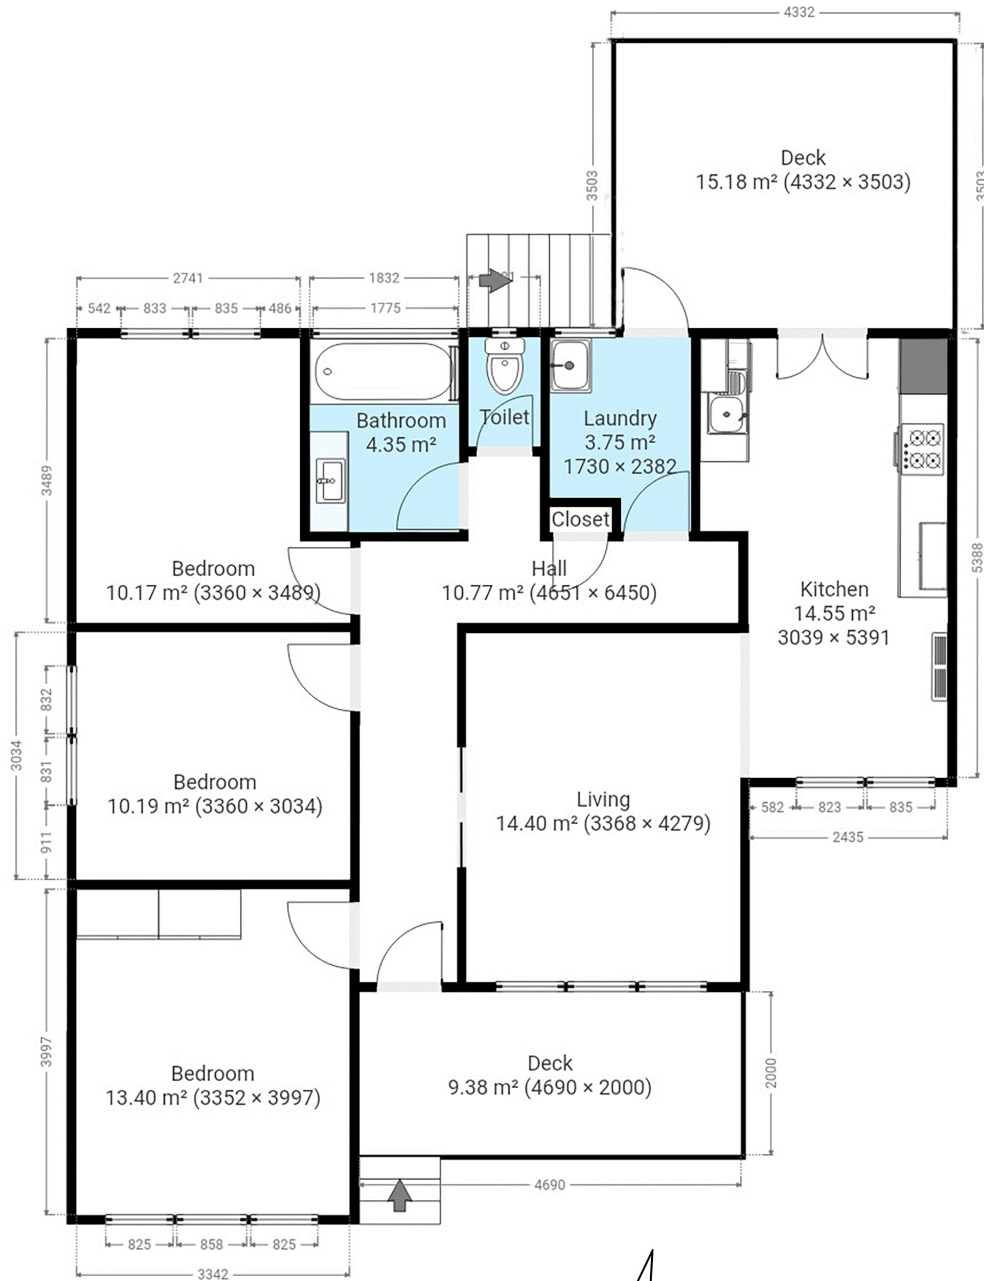 4332
3503
3503
Deck
15.18 m² (4332 × 3503)
2741
1832
542
833
835
486
1775
Bathroom
4.35 m²
Toilet
Laundry
3.75 m²
1730 × 2382
3489
Closet
Bedroom
10.17 m² (3360 × 3489)
Hall
10.77 m² (4651 × 6450)
Kitchen
14.55 m²
3039 × 5391
5388
3034
832
831
911
Bedroom
10.19 m² (3360 × 3034)
Living
14.40 m² (3368 × 4279)
582
823
835
2435
3997
Bedroom
13.40 m² (3352 × 3997)
Deck
9.38 m² (4690 × 2000)
2000
4690
825
858
825
3342